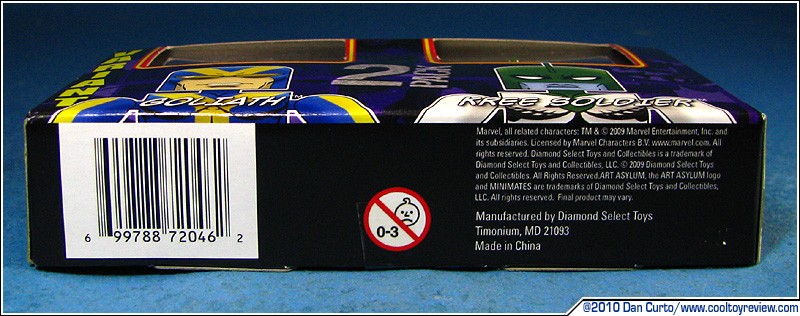 2
PACK
GOLIATH™
KREE SOLDIER™
Marvel, all related characters: TM & © 2009 Marvel Entertainment, Inc. and
its subsidiaries. Licensed by Marvel Characters B.V. www.marvel.com. All
rights reserved. Diamond Select Toys and Collectibles is a trademark of
Diamond Select Toys and Collectibles, LLC. © 2009 Diamond Select Toys
and Collectibles. All Rights Reserved.ART ASYLUM, the ART ASYLUM logo
and MINIMATES are trademarks of Diamond Select Toys and Collectibles,
LLC. All rights reserved. Final product may vary.
Manufactured by Diamond Select Toys
Timonium, MD 21093
Made in China
0-3
6 99788 72046 2
©2010 Dan Curto/www.cooltoyreview.com